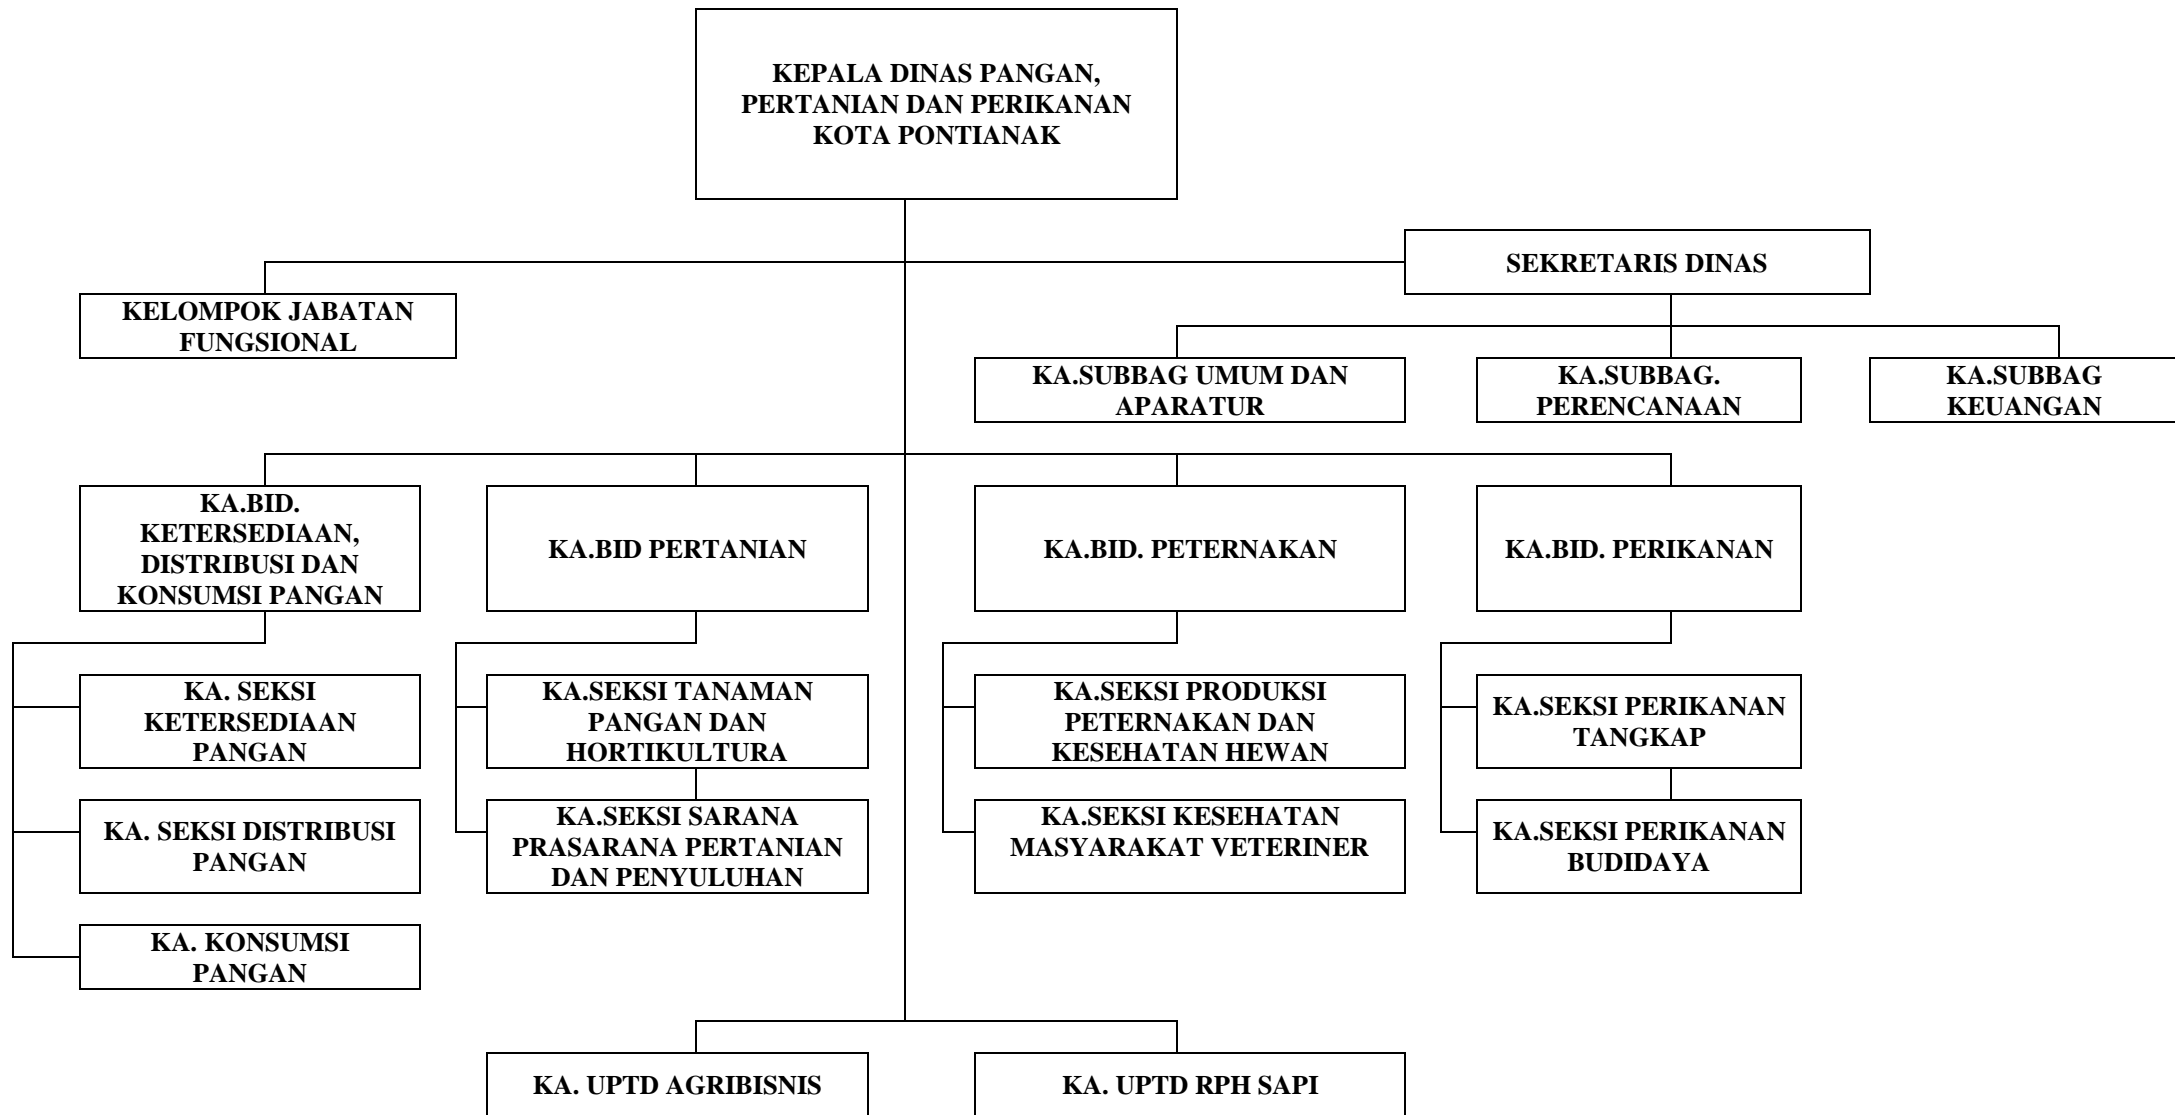 KEPALA DINAS PANGAN,
PERTANIAN DAN PERIKANAN
KOTA PONTIANAK
SEKRETARIS DINAS
KELOMPOK JABATAN
FUNGSIONAL
KA.SUBBAG UMUM DAN
APARATUR
KA.SUBBAG.
PERENCANAAN
KA.SUBBAG
KEUANGAN
KA.BID.
KETERSEDIAAN,
DISTRIBUSI DAN
KONSUMSI PANGAN
KA.BID PERTANIAN
KA.BID. PETERNAKAN
KA.BID. PERIKANAN
KA. SEKSI
KETERSEDIAAN
PANGAN
KA.SEKSI TANAMAN
PANGAN DAN
HORTIKULTURA
KA.SEKSI PRODUKSI
PETERNAKAN DAN
KESEHATAN HEWAN
KA.SEKSI PERIKANAN
TANGKAP
KA. SEKSI DISTRIBUSI
PANGAN
KA.SEKSI SARANA
PRASARANA PERTANIAN
DAN PENYULUHAN
KA.SEKSI KESEHATAN
MASYARAKAT VETERINER
KA.SEKSI PERIKANAN
BUDIDAYA
KA. KONSUMSI
PANGAN
KA. UPTD AGRIBISNIS
KA. UPTD RPH SAPI